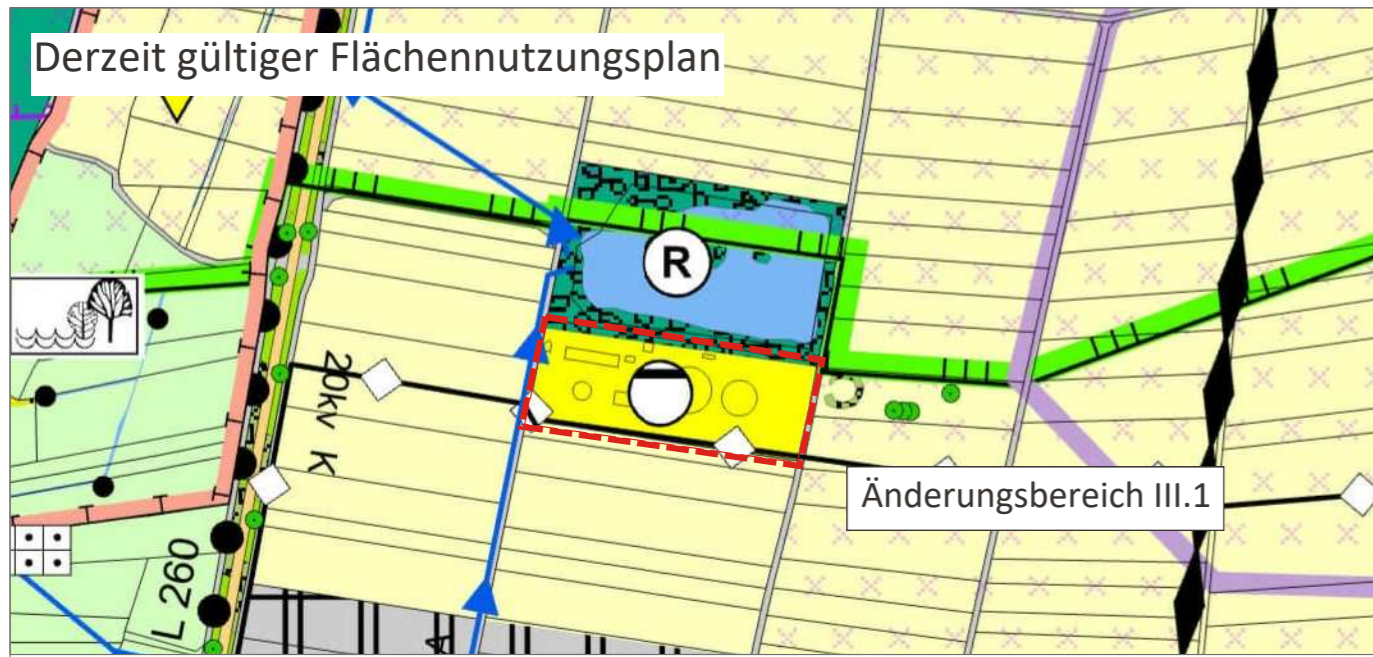 Derzeit gültiger Flächennutzungsplan
R
20kv K
Änderungsbereich III.1
L 260
A